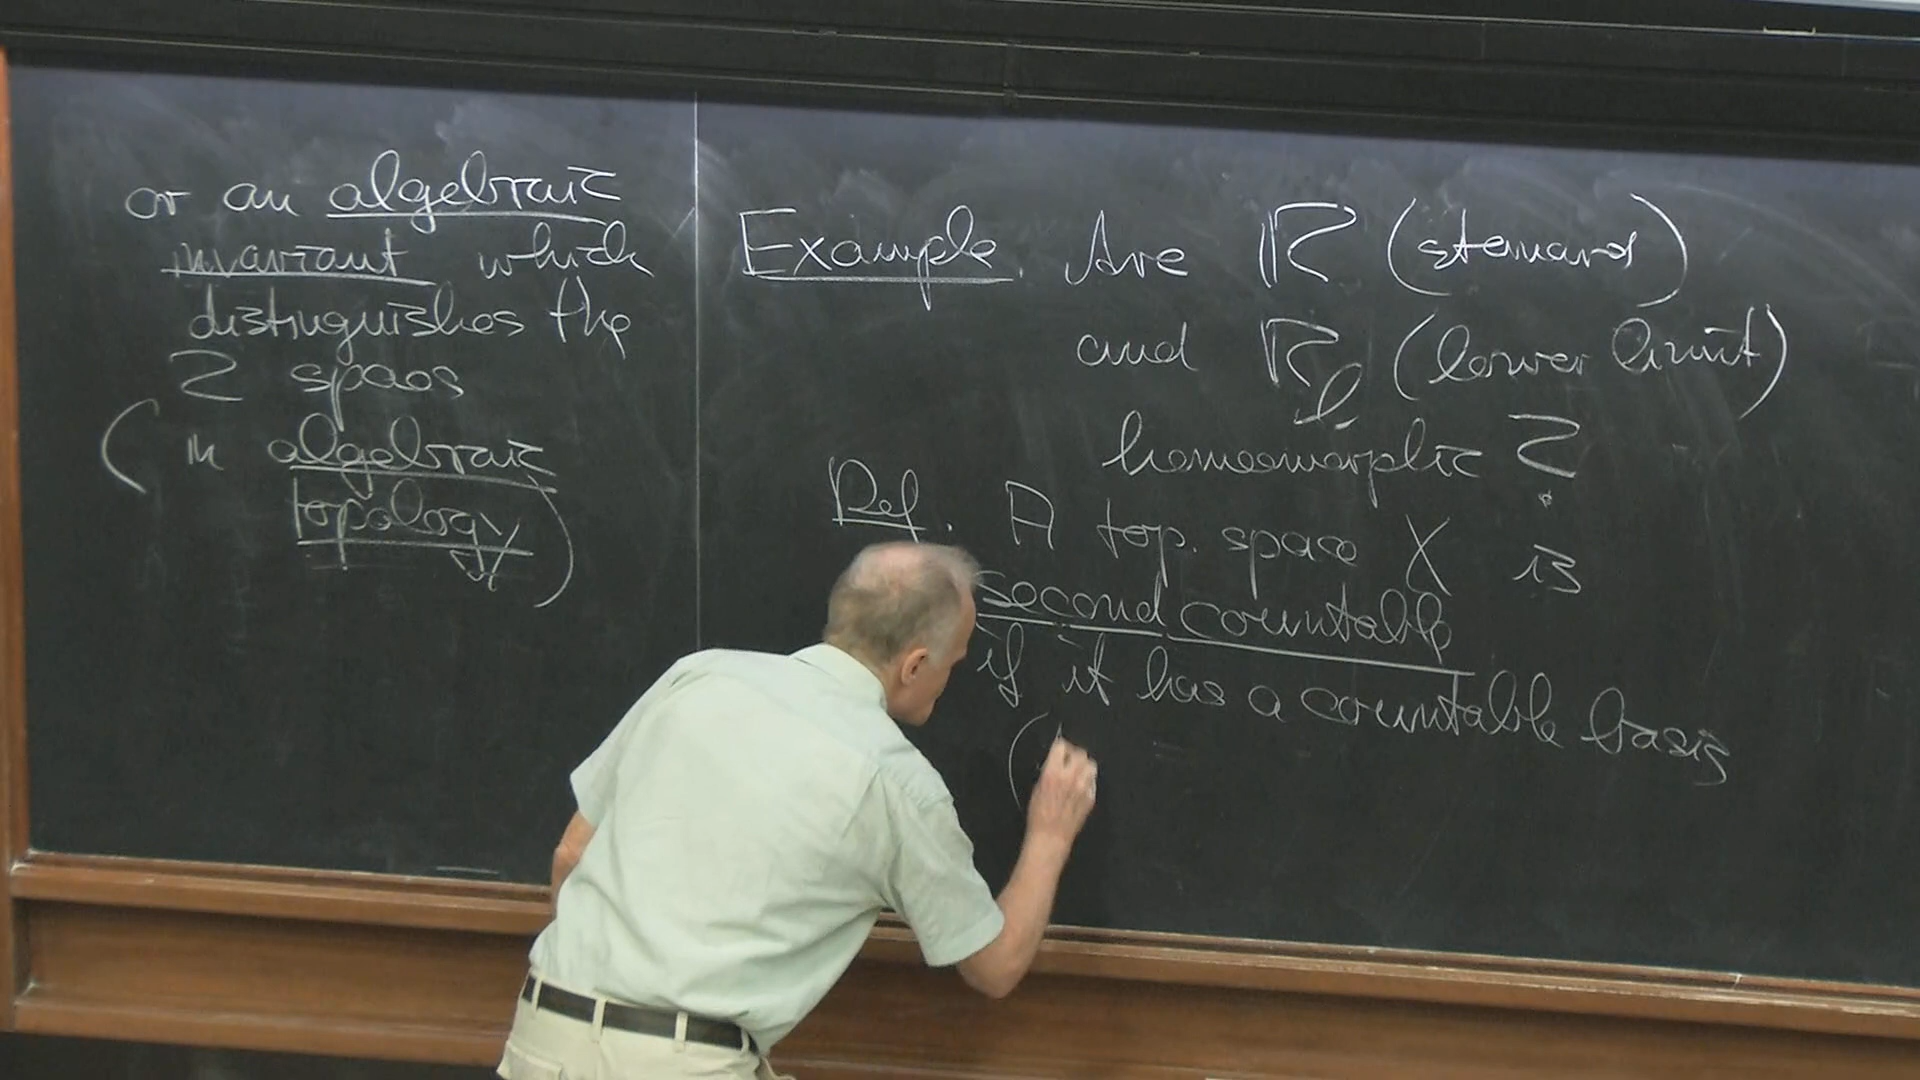 or an algebraic
invariant which
distinguishes the
2 spaces
(in algebraic
topology)
Example. Are ℝ (standard)
and ℝ_l (lower limit)
homeomorphic ?
Def. A top. space X is
second countable
if it has a countable basis
(